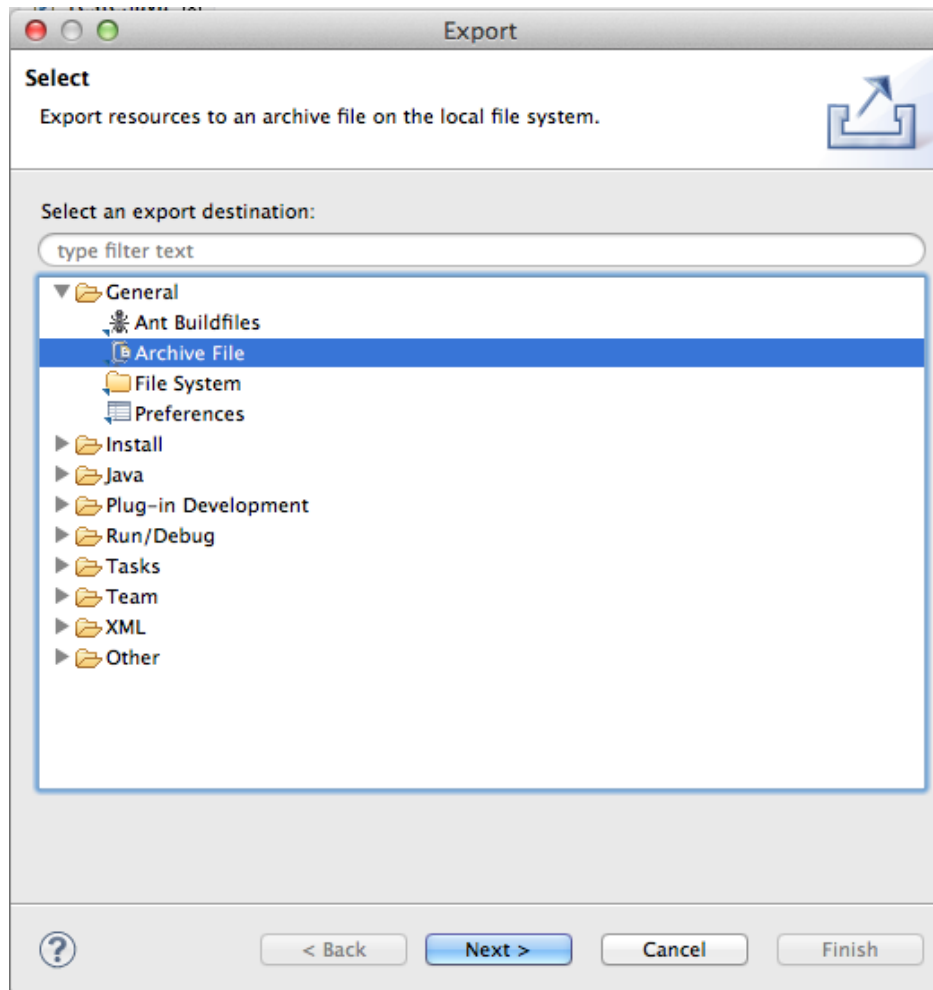 Export
Select
Export resources to an archive file on the local file system.
Select an export destination:
type filter text
General
Ant Buildfiles
Archive File
File System
Preferences
Install
Java
Plug-in Development
Run/Debug
Tasks
Team
XML
Other
? < Back Next > Cancel Finish